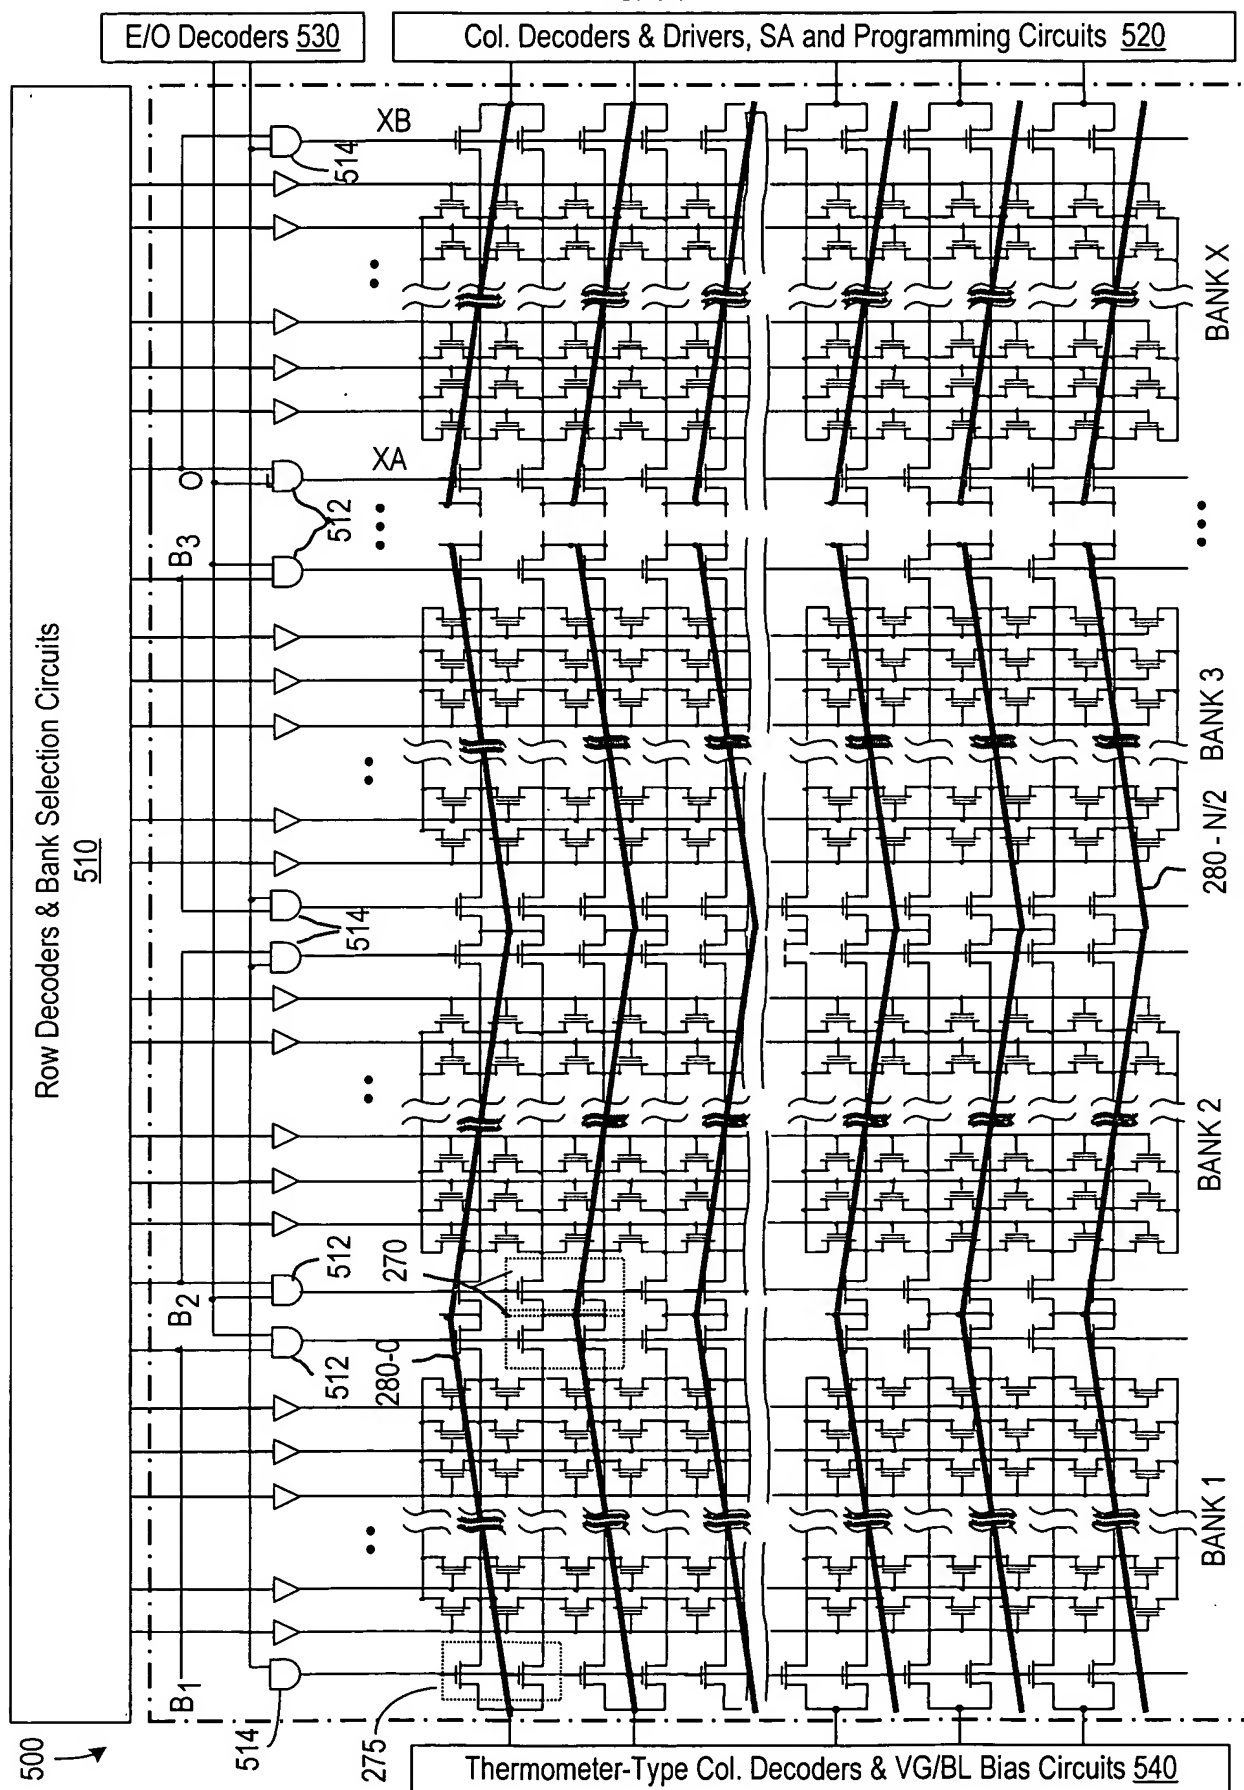 E/O Decoders 530
Col. Decoders & Drivers, SA and Programming Circuits 520
Row Decoders & Bank Selection Circuits
510
XB
514
XA
O
512
B3
514
B2
512
512
270
280-0
B1
514
275
500
BANK X
BANK 3
280 - N/2
BANK 2
BANK 1
Thermometer-Type Col. Decoders & VG/BL Bias Circuits 540